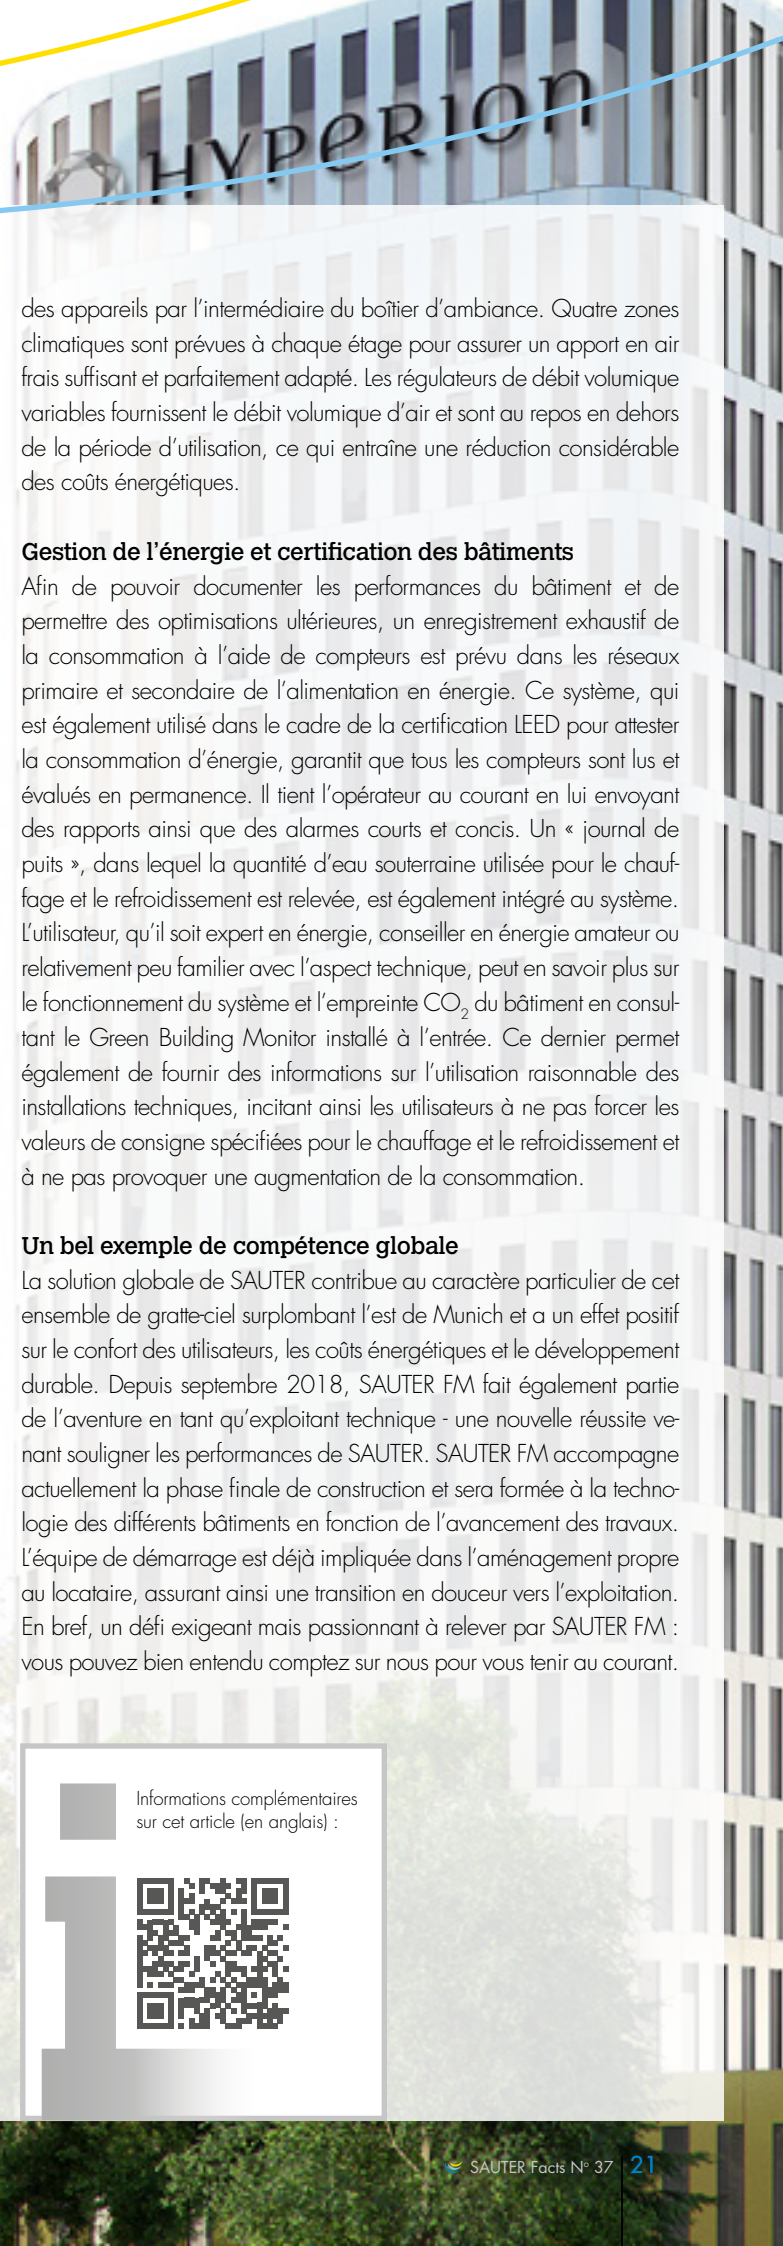 HYPERION
des appareils par l’intermédiaire du boîtier d’ambiance. Quatre zones
climatiques sont prévues à chaque étage pour assurer un apport en air
frais suffisant et parfaitement adapté. Les régulateurs de débit volumique
variables fournissent le débit volumique d’air et sont au repos en dehors
de la période d’utilisation, ce qui entraîne une réduction considérable
des coûts énergétiques.
Gestion de l’énergie et certification des bâtiments
Afin de pouvoir documenter les performances du bâtiment et de
permettre des optimisations ultérieures, un enregistrement exhaustif de
la consommation à l’aide de compteurs est prévu dans les réseaux
primaire et secondaire de l’alimentation en énergie. Ce système, qui
est également utilisé dans le cadre de la certification LEED pour attester
la consommation d’énergie, garantit que tous les compteurs sont lus et
évalués en permanence. Il tient l’opérateur au courant en lui envoyant
des rapports ainsi que des alarmes courts et concis. Un « journal de
puits », dans lequel la quantité d’eau souterraine utilisée pour le chauf-
fage et le refroidissement est relevée, est également intégré au système.
L’utilisateur, qu’il soit expert en énergie, conseiller en énergie amateur ou
relativement peu familier avec l’aspect technique, peut en savoir plus sur
le fonctionnement du système et l’empreinte CO₂ du bâtiment en consul-
tant le Green Building Monitor installé à l’entrée. Ce dernier permet
également de fournir des informations sur l’utilisation raisonnable des
installations techniques, incitant ainsi les utilisateurs à ne pas forcer les
valeurs de consigne spécifiées pour le chauffage et le refroidissement et
à ne pas provoquer une augmentation de la consommation.
Un bel exemple de compétence globale
La solution globale de SAUTER contribue au caractère particulier de cet
ensemble de gratte-ciel surplombant l’est de Munich et a un effet positif
sur le confort des utilisateurs, les coûts énergétiques et le développement
durable. Depuis septembre 2018, SAUTER FM fait également partie
de l’aventure en tant qu’exploitant technique - une nouvelle réussite ve-
nant souligner les performances de SAUTER. SAUTER FM accompagne
actuellement la phase finale de construction et sera formée à la techno-
logie des différents bâtiments en fonction de l’avancement des travaux.
L’équipe de démarrage est déjà impliquée dans l’aménagement propre
au locataire, assurant ainsi une transition en douceur vers l’exploitation.
En bref, un défi exigeant mais passionnant à relever par SAUTER FM :
vous pouvez bien entendu comptez sur nous pour vous tenir au courant.
Informations complémentaires
sur cet article (en anglais) :
SAUTER Facts N° 37 21